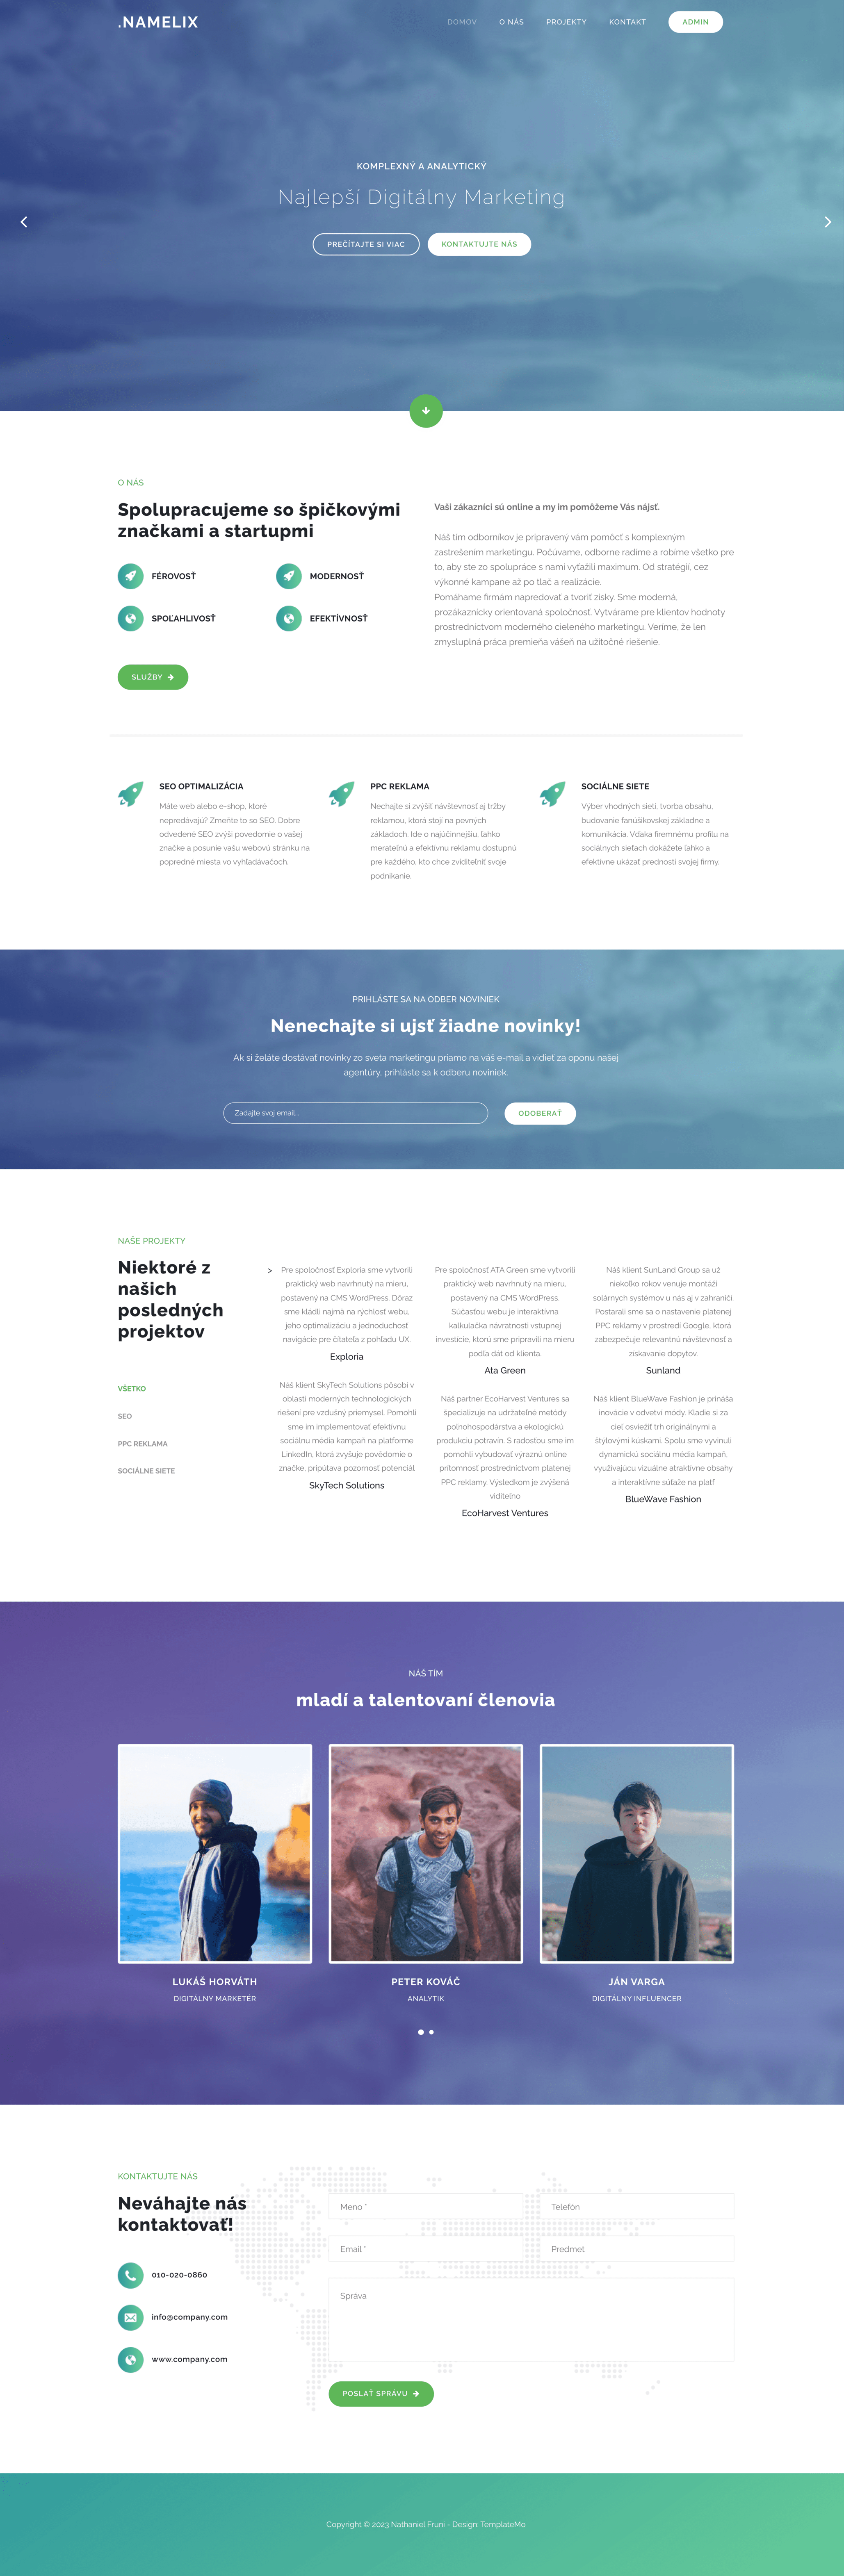 .NAMELIX
DOMOV
O NÁS
PROJEKTY
KONTAKT
ADMIN
KOMPLEXNÝ A ANALYTICKÝ
Najlepší Digitálny Marketing
PREČÍTAJTE SI VIAC
KONTAKTUJTE NÁS
O NÁS
Spolupracujeme so špičkovými
značkami a startupmi
FÉROVOSŤ
MODERNOSŤ
SPOĽAHLIVOSŤ
EFEKTÍVNOSŤ
SLUŽBY
Vaši zákazníci sú online a my im pomôžeme Vás nájsť.
Náš tím odborníkov je pripravený vám pomôcť s komplexným
zastrešením marketingu. Počúvame, odborne radíme a robíme všetko pre
to, aby ste zo spolupráce s nami vyťažili maximum. Od stratégií, cez
výkonné kampane až po tlač a realizácie.
Pomáhame firmám napredovať a tvoriť zisky. Sme moderná,
prozákaznícky orientovaná spoločnosť. Vytvárame pre klientov hodnoty
prostredníctvom moderného cieleného marketingu. Veríme, že len
zmysluplná práca premieňa vášeň na užitočné riešenie.
SEO OPTIMALIZÁCIA
Máte web alebo e-shop, ktoré
nepredávajú? Zmeňte to so SEO. Dobre
odvedené SEO zvýši povedomie o vašej
značke a posunie vašu webovú stránku na
popredné miesta vo vyhľadávačoch.
PPC REKLAMA
Nechajte si zvýšiť návštevnosť aj tržby
reklamou, ktorá stojí na pevných
základoch. Ide o najúčinnejšiu, ľahko
merateľnú a efektívnu reklamu dostupnú
pre každého, kto chce zviditeľniť svoje
podnikanie.
SOCIÁLNE SIETE
Výber vhodných sietí, tvorba obsahu,
budovanie fanúšikovskej základne a
komunikácia. Vďaka firemnému profilu na
sociálnych sieťach dokážete ľahko a
efektívne ukázať prednosti svojej firmy.
PRIHLÁSTE SA NA ODBER NOVINIEK
Nenechajte si ujsť žiadne novinky!
Ak si želáte dostávať novinky zo sveta marketingu priamo na váš e-mail a vidieť za oponu našej
agentúry, prihláste sa k odberu noviniek.
Zadajte svoj email...
ODOBERAŤ
NAŠE PROJEKTY
Niektoré z
našich
posledných
projektov
VŠETKO
SEO
PPC REKLAMA
SOCIÁLNE SIETE
>
Pre spoločnosť Exploria sme vytvorili
praktický web navrhnutý na mieru,
postavený na CMS WordPress. Dôraz
sme kládli najmä na rýchlosť webu,
jeho optimalizáciu a jednoduchosť
navigácie pre čitateľa z pohľadu UX.
Exploria
Pre spoločnosť ATA Green sme vytvorili
praktický web navrhnutý na mieru,
postavený na CMS WordPress.
Súčasťou webu je interaktívna
kalkulačka návratnosti vstupnej
investície, ktorú sme pripravili na mieru
podľa dát od klienta.
Ata Green
Náš klient SunLand Group sa už
niekoľko rokov venuje montáži
solárnych systémov u nás aj v zahraničí.
Postarali sme sa o nastavenie platenej
PPC reklamy v prostredí Google, ktorá
zabezpečuje relevantnú návštevnosť a
získavanie dopytov.
Sunland
Náš klient SkyTech Solutions pôsobí v
oblasti moderných technologických
riešení pre vzdušný priemysel. Pomohli
sme im implementovať efektívnu
sociálnu média kampaň na platforme
LinkedIn, ktorá zvyšuje povědomie o
značke, pripútava pozornosť potenciál
SkyTech Solutions
Náš partner EcoHarvest Ventures sa
špecializuje na udržateľné metódy
poľnohospodárstva a ekologickú
produkciu potravín. S radosťou sme im
pomohli vybudovať výraznú online
prítomnosť prostredníctvom platenej
PPC reklamy. Výsledkom je zvýšená
viditeľno
EcoHarvest Ventures
Náš klient BlueWave Fashion je prináša
inovácie v odvetví módy. Kladie si za
cieľ osviežiť trh originálnymi a
štýlovými kúskami. Spolu sme vyvinuli
dynamickú sociálnu média kampaň,
využívajúcu vizuálne atraktívne obsahy
a interaktívne súťaže na platf
BlueWave Fashion
NÁŠ TÍM
mladí a talentovaní členovia
LUKÁŠ HORVÁTH
DIGITÁLNY MARKETÉR
PETER KOVÁČ
ANALYTIK
JÁN VARGA
DIGITÁLNY INFLUENCER
KONTAKTUJTE NÁS
Neváhajte nás
kontaktovať!
010-020-0860
info@company.com
www.company.com
Meno *
Telefón
Email *
Predmet
Správa
POSLAŤ SPRÁVU
Copyright © 2023 Nathaniel Fruni - Design: TemplateMo